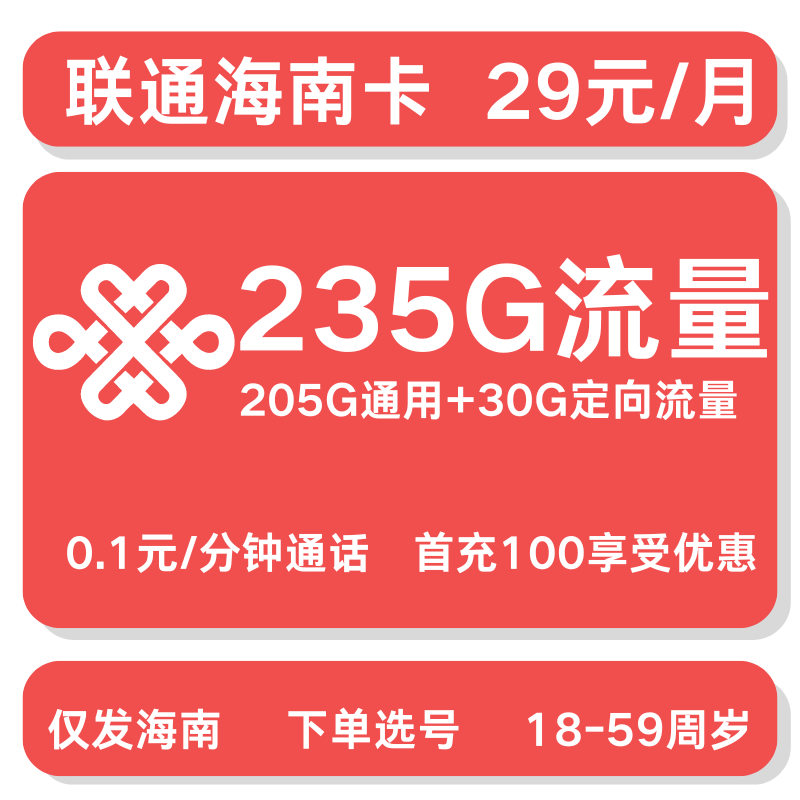 联通海南卡 29元/月
235G流量
205G通用+30G定向流量
0.1元/分钟通话 首充100享受优惠
仅发海南 下单选号 18-59周岁